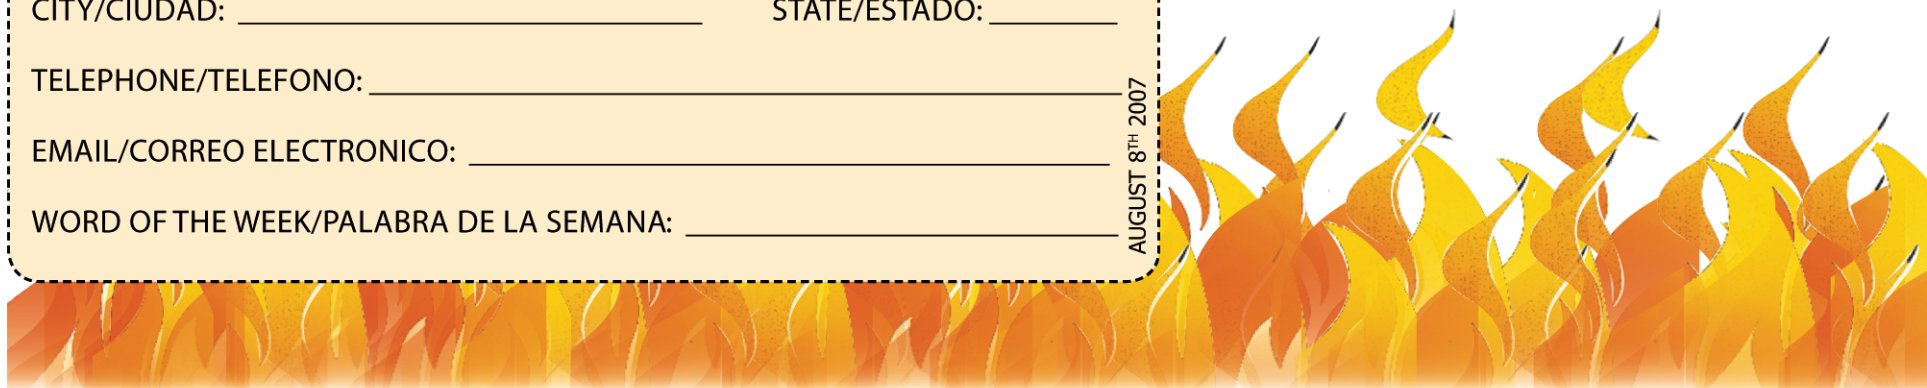 CITY/CIUDAD: STATE/ESTADO:
TELEPHONE/TELEFONO:
EMAIL/CORREO ELECTRONICO:
WORD OF THE WEEK/PALABRA DE LA SEMANA:
AUGUST 8TH 2007